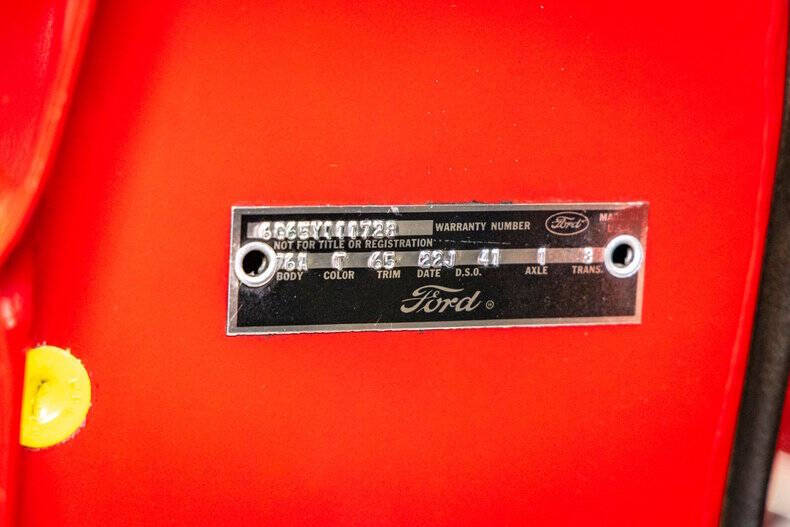 6G65Y100728 WARRANTY NUMBER Ford
NOT FOR TITLE OR REGISTRATION
76A 65 22J 41 1 3
BODY COLOR TRIM DATE D.S.O. AXLE TRANS.
Ford